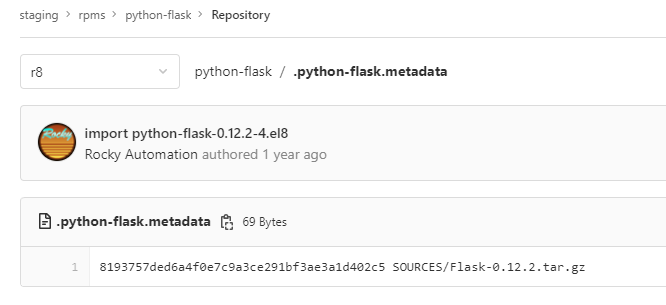 staging > rpms > python-flask > Repository
r8
python-flask / .python-flask.metadata
Rocky
import python-flask-0.12.2-4.el8
Rocky Automation authored 1 year ago
.python-flask.metadata 69 Bytes
1 8193757ded6a4f0e7c9a3ce291bf3ae3a1d402c5 SOURCES/Flask-0.12.2.tar.gz